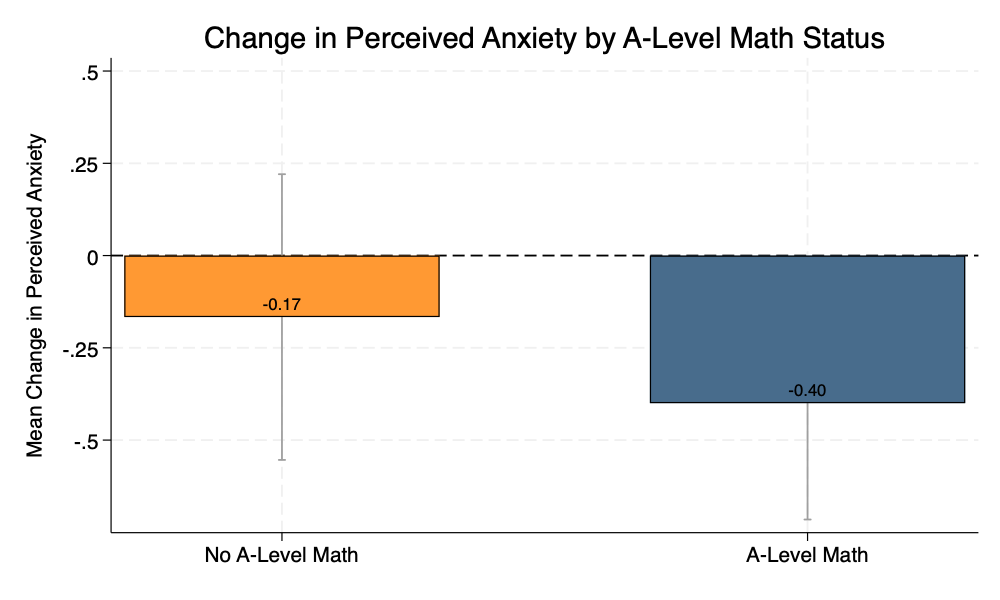 Change in Perceived Anxiety by A-Level Math Status
Mean Change in Perceived Anxiety
.5
.25
0
-.25
-.5
-0.17
-0.40
No A-Level Math
A-Level Math